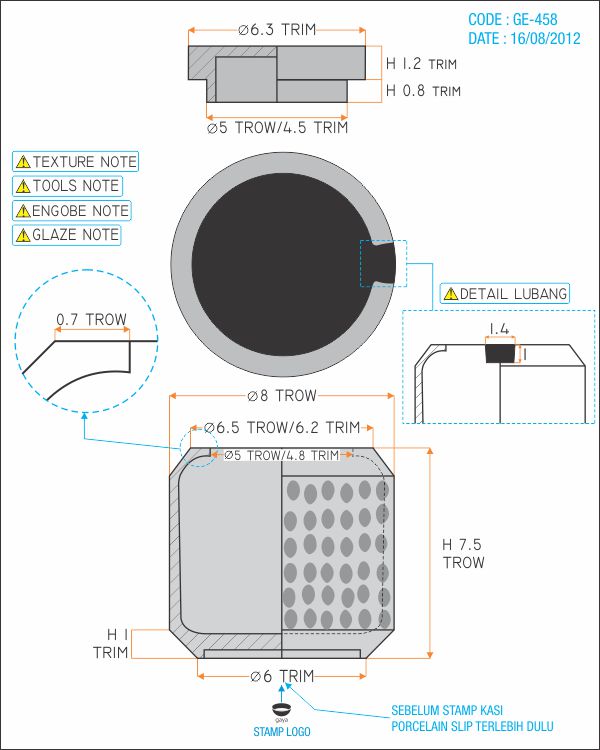 CODE : GE-458
DATE : 16/08/2012
Ø6.3 TRIM
H 1.2 TRIM
H 0.8 TRIM
Ø5 TROW/4.5 TRIM
TEXTURE NOTE
TOOLS NOTE
ENGOBE NOTE
GLAZE NOTE
DETAIL LUBANG
0.7 TROW
1.4
1
Ø8 TROW
Ø6.5 TROW/6.2 TRIM
Ø5 TROW/4.8 TRIM
H 7.5
TROW
H 1
TRIM
Ø6 TRIM
gaya
STAMP LOGO
SEBELUM STAMP KASI
PORCELAIN SLIP TERLEBIH DULU